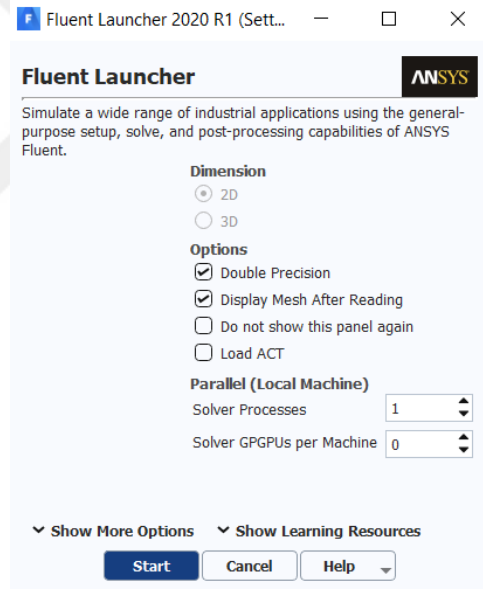 Fluent Launcher 2020 R1 (Sett...
Fluent Launcher
ANSYS
Simulate a wide range of industrial applications using the general-
purpose setup, solve, and post-processing capabilities of ANSYS
Fluent.
Dimension
2D
3D
Options
Double Precision
Display Mesh After Reading
Do not show this panel again
Load ACT
Parallel (Local Machine)
Solver Processes 1
Solver GPGPUs per Machine 0
Show More Options Show Learning Resources
Start Cancel Help